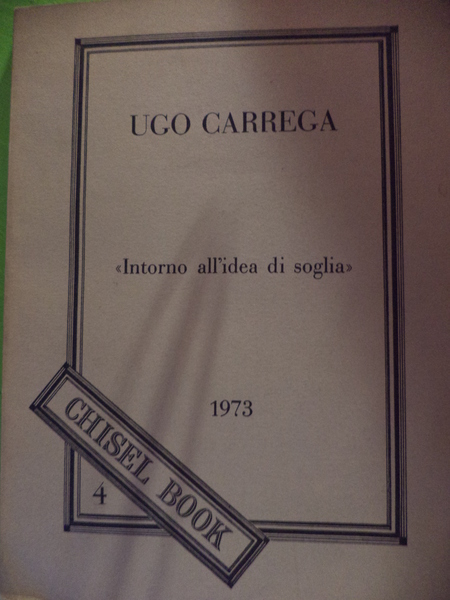 UGO CARREGA
«Intorno all'idea di soglia»
1973
CHISEL BOOK
4